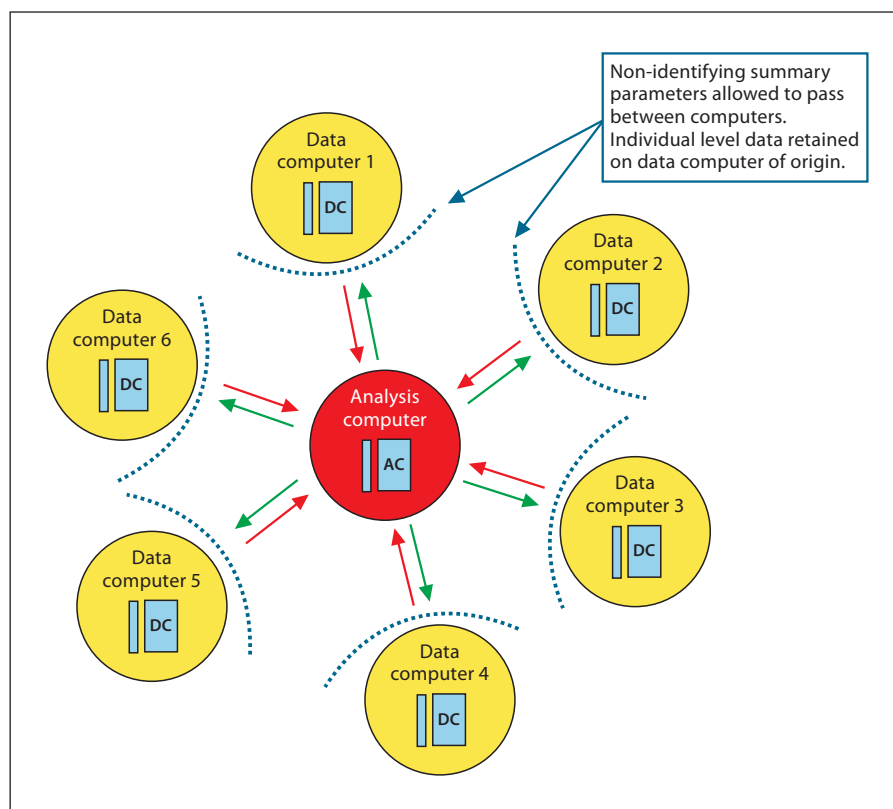 Non-identifying summary
parameters allowed to pass
between computers.
Individual level data retained
on data computer of origin.
Data
computer 1
DC
Data
computer 2
DC
Data
computer 6
DC
Analysis
computer
AC
Data
computer 3
DC
Data
computer 5
DC
Data
computer 4
DC